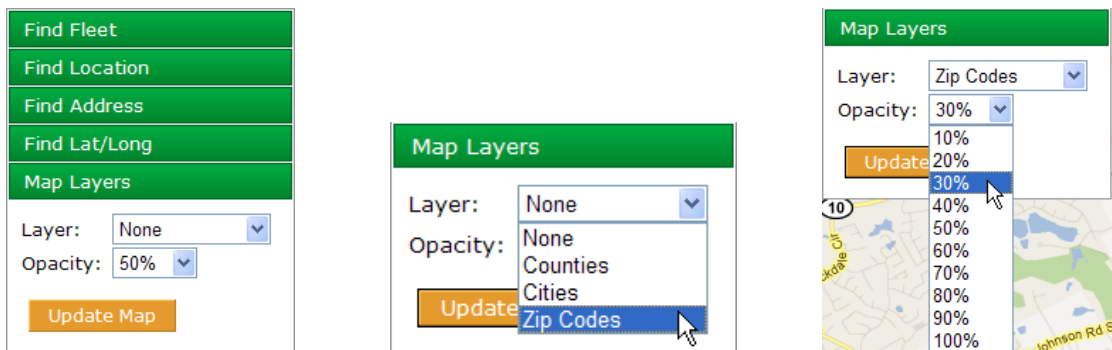 Find Fleet
Find Location
Find Address
Find Lat/Long
Map Layers
Layer: None
Opacity: 50%
Update Map
Map Layers
Layer: None
Opacity:
None
Counties
Cities
Zip Codes
Update
Map Layers
Layer: Zip Codes
Opacity: 30%
Update
10%
20%
30%
40%
50%
60%
70%
80%
90%
100%
10
ckdale Cir
Johnson Rd S